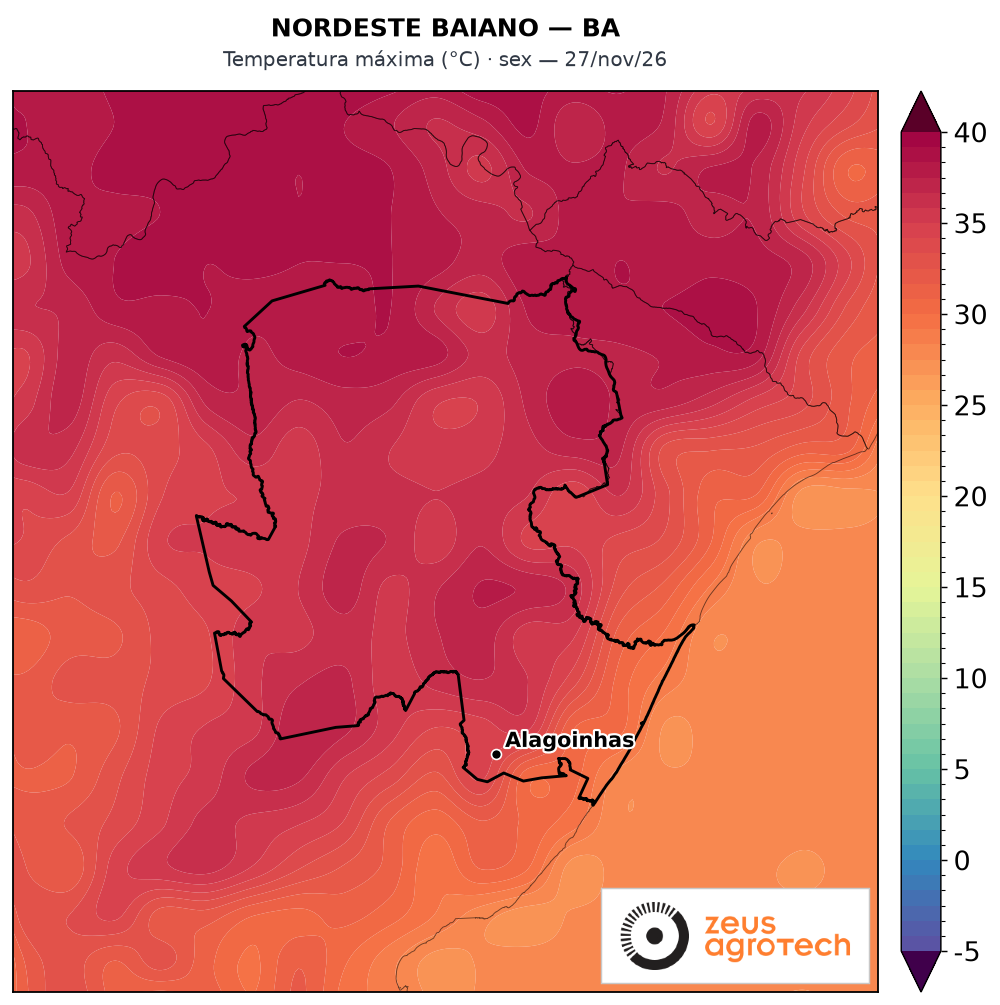 NORDESTE BAIANO — BA
Temperatura máxima (°C) · sex — 27/nov/26
40
35
30
25
20
15
10
5
0
-5
Alagoinhas
zeus
agrotech